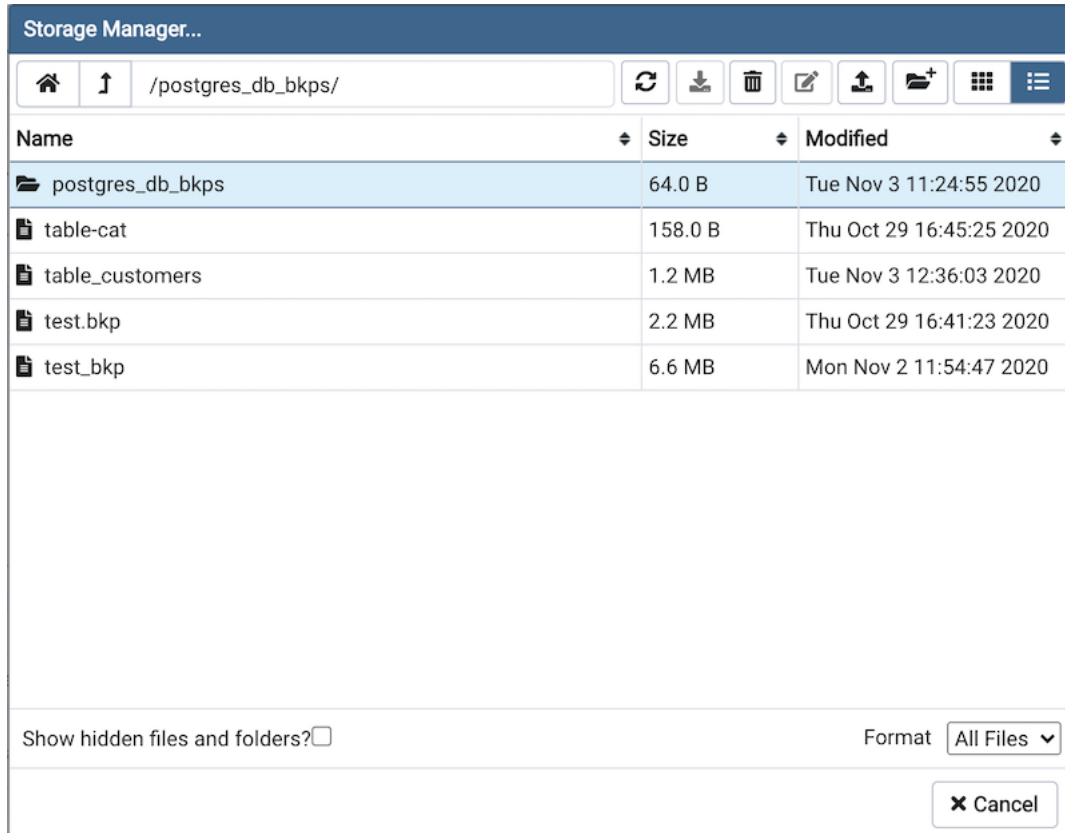 Storage Manager...
/postgres_db_bkps/
Name Size Modified
postgres_db_bkps 64.0 B Tue Nov 3 11:24:55 2020
table-cat 158.0 B Thu Oct 29 16:45:25 2020
table_customers 1.2 MB Tue Nov 3 12:36:03 2020
test.bkp 2.2 MB Thu Oct 29 16:41:23 2020
test_bkp 6.6 MB Mon Nov 2 11:54:47 2020
Show hidden files and folders? Format All Files
Cancel